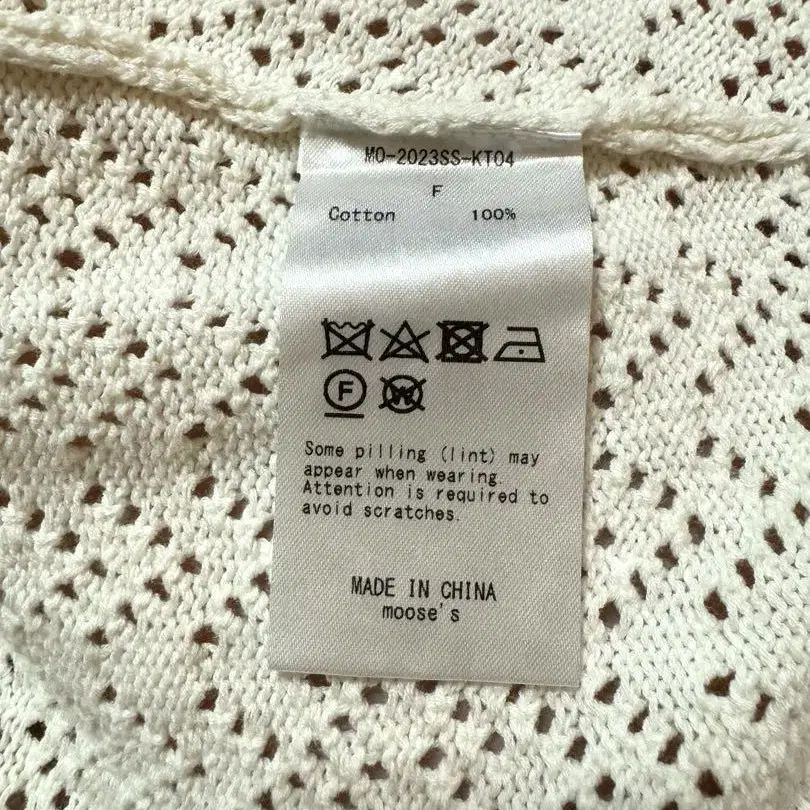 MO-2023SS-KT04
F
Cotton 100%
F W
Some pilling (lint) may
appear when wearing.
Attention is required to
avoid scratches.
MADE IN CHINA
moose's